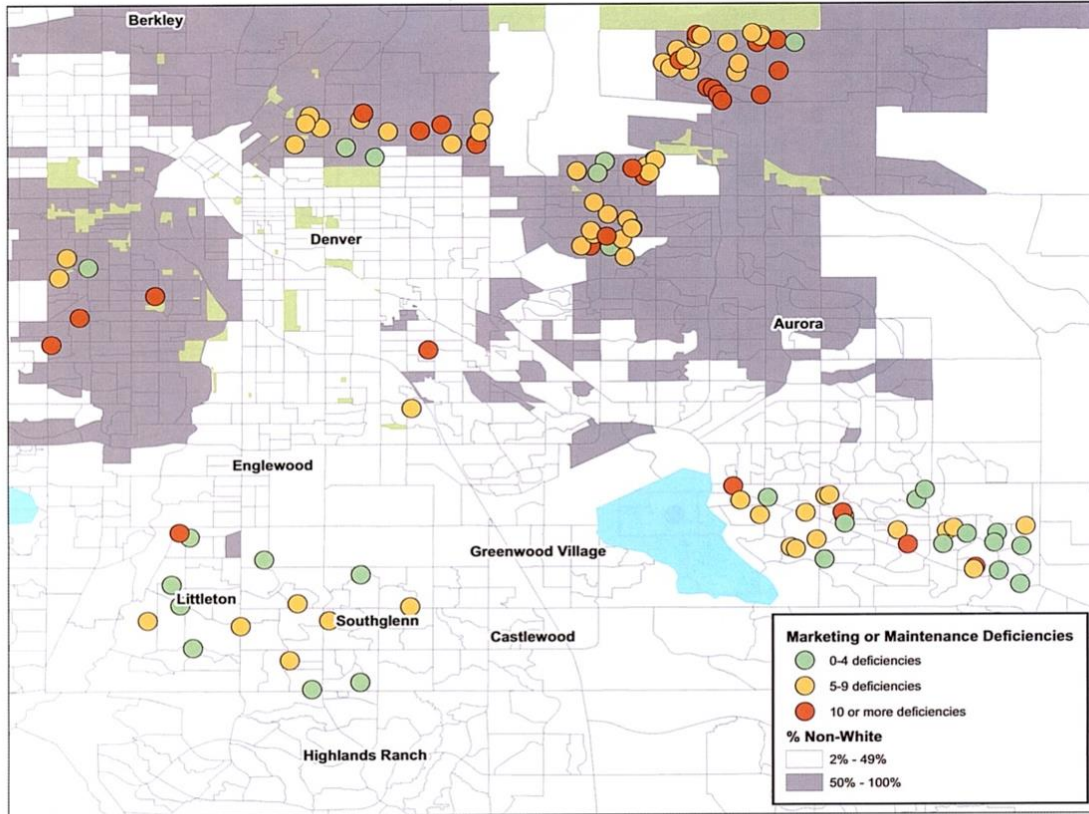 Berkley
Denver
Aurora
Englewood
Greenwood Village
Littleton
Southglenn
Castlewood
Highlands Ranch
Marketing or Maintenance Deficiencies
0-4 deficiencies
5-9 deficiencies
10 or more deficiencies
% Non-White
2% - 49%
50% - 100%